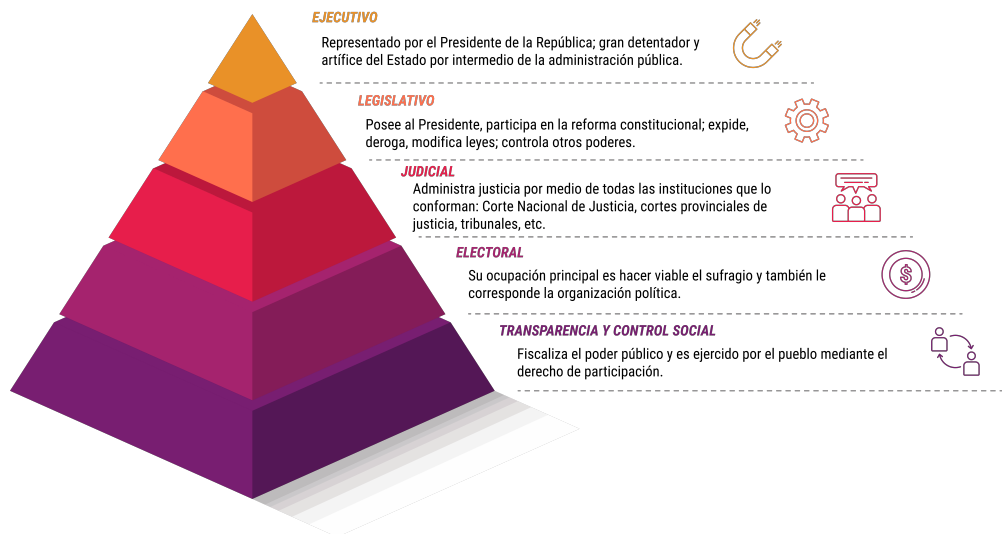 EJECUTIVO
Representado por el Presidente de la República; gran detentador y
artífice del Estado por intermedio de la administración pública.
LEGISLATIVO
Posee al Presidente, participa en la reforma constitucional; expide,
deroga, modifica leyes; controla otros poderes.
JUDICIAL
Administra justicia por medio de todas las instituciones que lo
conforman: Corte Nacional de Justicia, cortes provinciales de
justicia, tribunales, etc.
ELECTORAL
Su ocupación principal es hacer viable el sufragio y también le
corresponde la organización política.
$
TRANSPARENCIA Y CONTROL SOCIAL
Fiscaliza el poder público y es ejercido por el pueblo mediante el
derecho de participación.